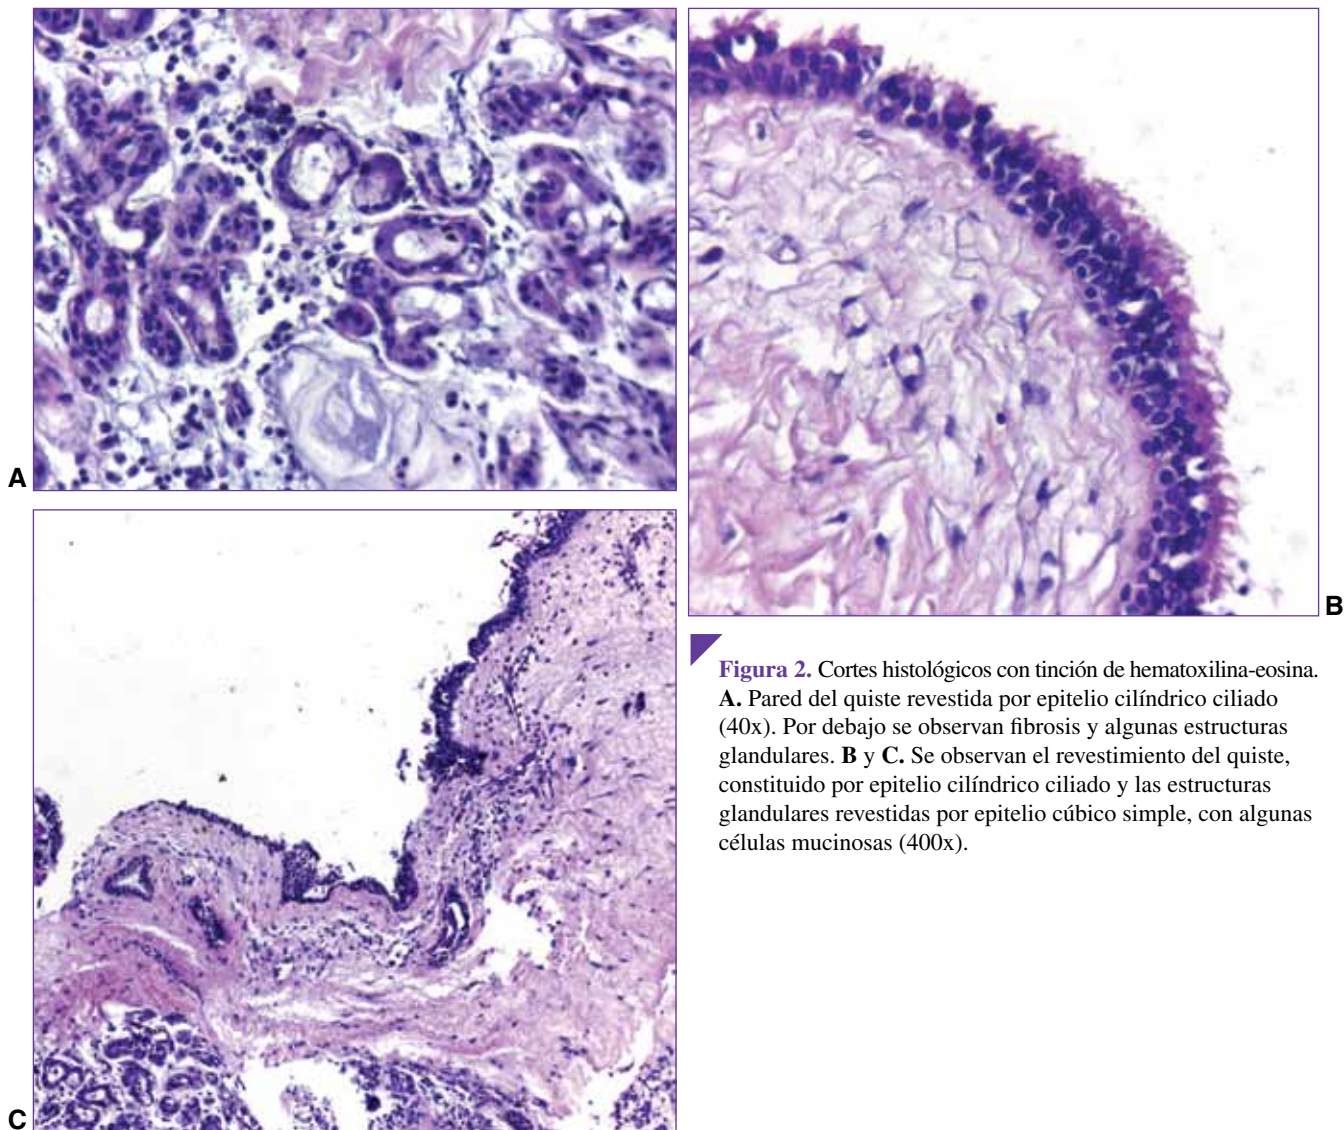 A
B
C
Figura 2. Cortes histológicos con tinción de hematoxilina-eosina.
A. Pared del quiste revestida por epitelio cilíndrico ciliado
(40x). Por debajo se observan fibrosis y algunas estructuras
glandulares. B y C. Se observan el revestimiento del quiste,
constituido por epitelio cilíndrico ciliado y las estructuras
glandulares revestidas por epitelio cúbico simple, con algunas
células mucinosas (400x).